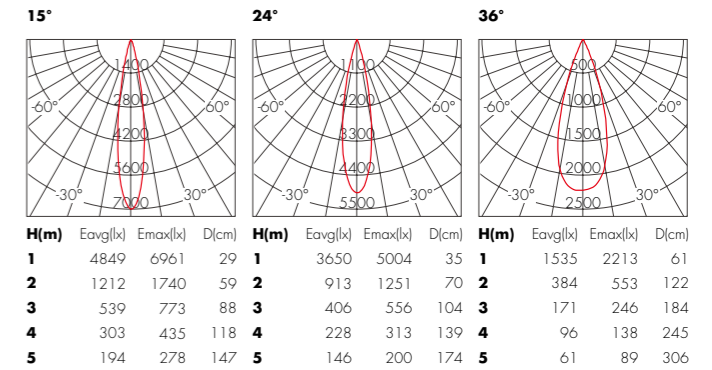 15° 24° 36°
1400 1100 500
2800 2200 1000
-60° 60° -60° 60° -60° 60°
4200 3300 1500
5600 4400 2000
-30° 30° -30° 30° -30° 30°
7000 5500 2500
H(m) Eavg(lx) Emax(lx) D(cm) H(m) Eavg(lx) Emax(lx) D(cm) H(m) Eavg(lx) Emax(lx) D(cm)
1 4849 6961 29 1 3650 5004 35 1 1535 2213 61
2 1212 1740 59 2 913 1251 70 2 384 553 122
3 539 773 88 3 406 556 104 3 171 246 184
4 303 435 118 4 228 313 139 4 96 138 245
5 194 278 147 5 146 200 174 5 61 89 306